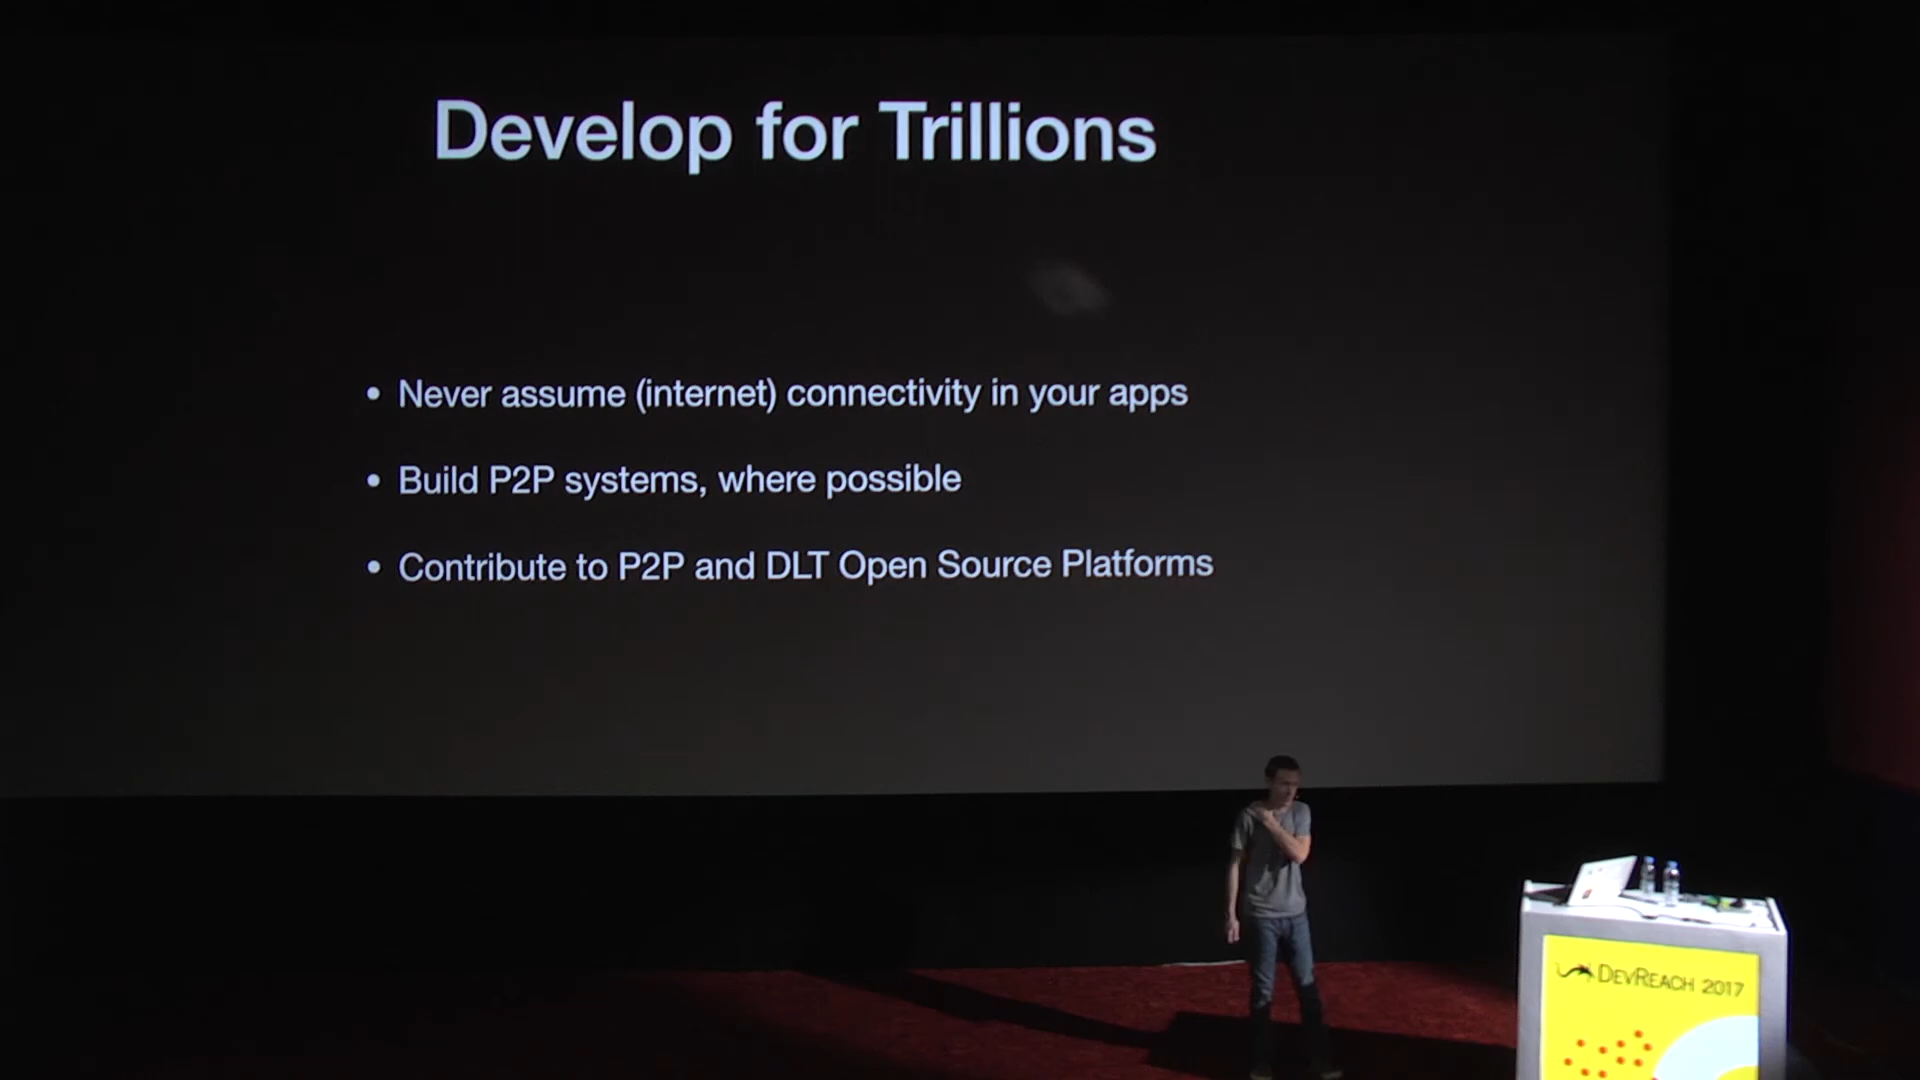 Develop for Trillions
• Never assume (internet) connectivity in your apps
• Build P2P systems, where possible
• Contribute to P2P and DLT Open Source Platforms
DEVREACH 2017